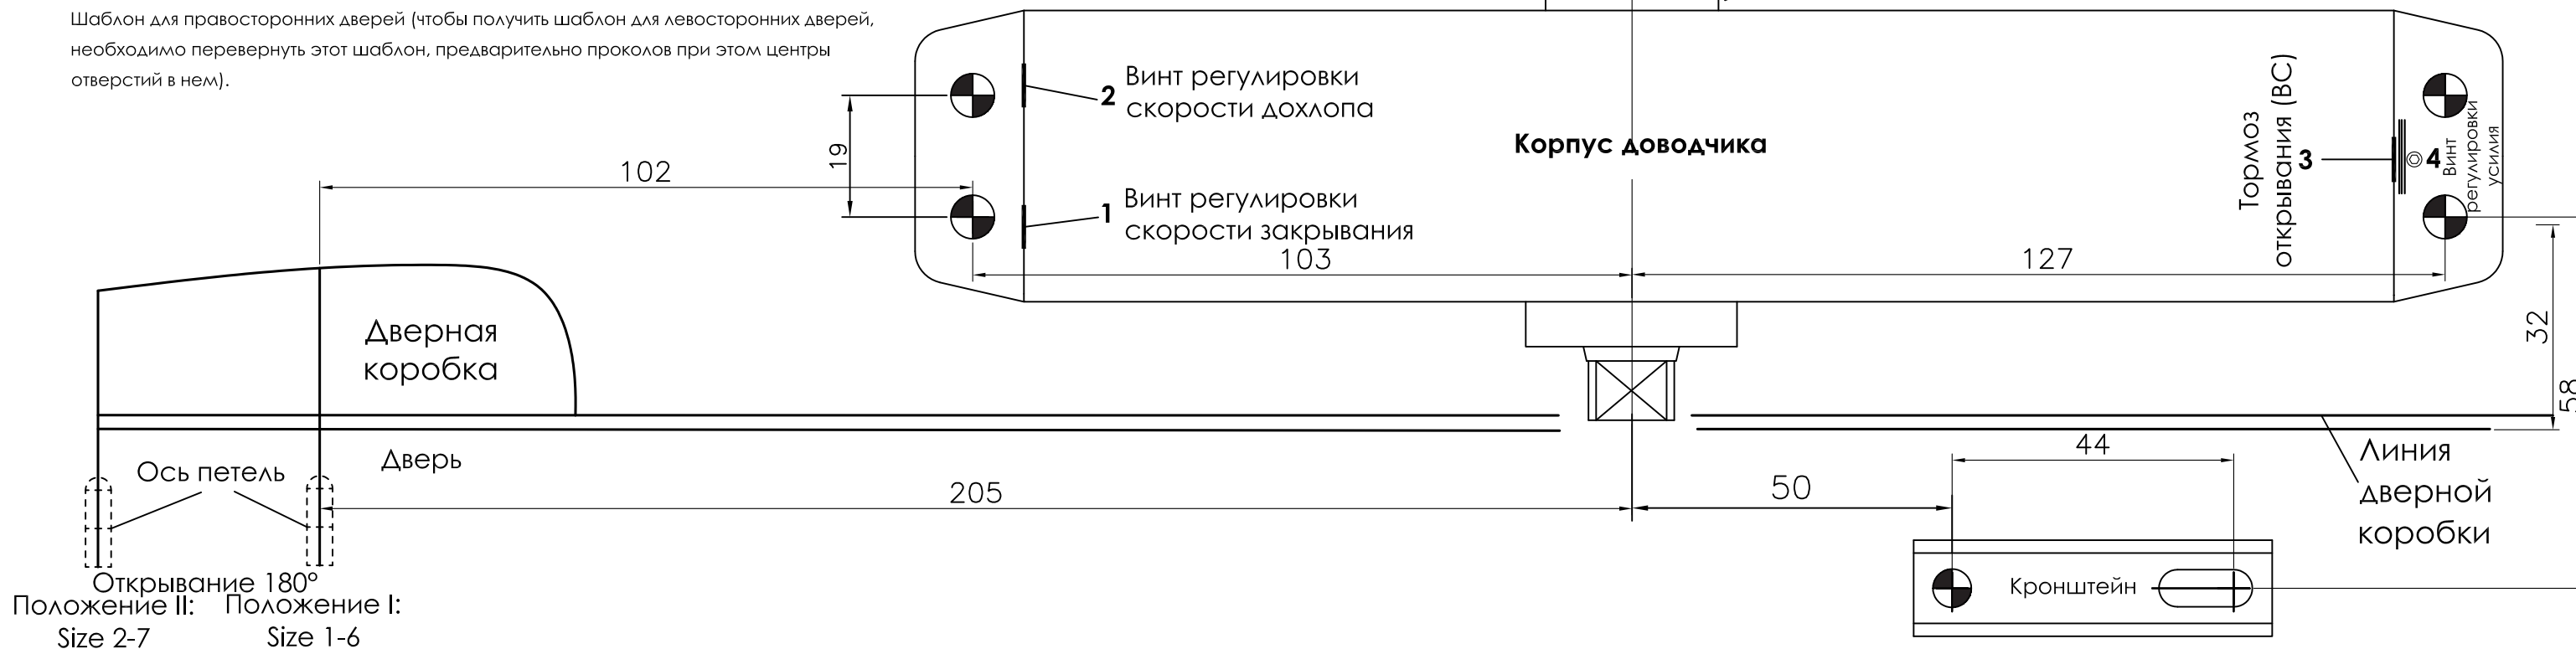 Шаблон для правосторонних дверей (чтобы получить шаблон для левосторонних дверей,
необходимо перевернуть этот шаблон, предварительно проколов при этом центры
отверстий в нем).
2 Винт регулировки
скорости дохлопа
Корпус доводчика
Тормоз
открывания (ВС)
3
4 Винт
регулировки
усилия
19
102
1 Винт регулировки
скорости закрывания
103
127
32
58
Дверная
коробка
Ось петель
Дверь
205
50
44
Линия
дверной
коробки
Открывание 180°
Положение II: Положение I:
Size 2-7 Size 1-6
Кронштейн